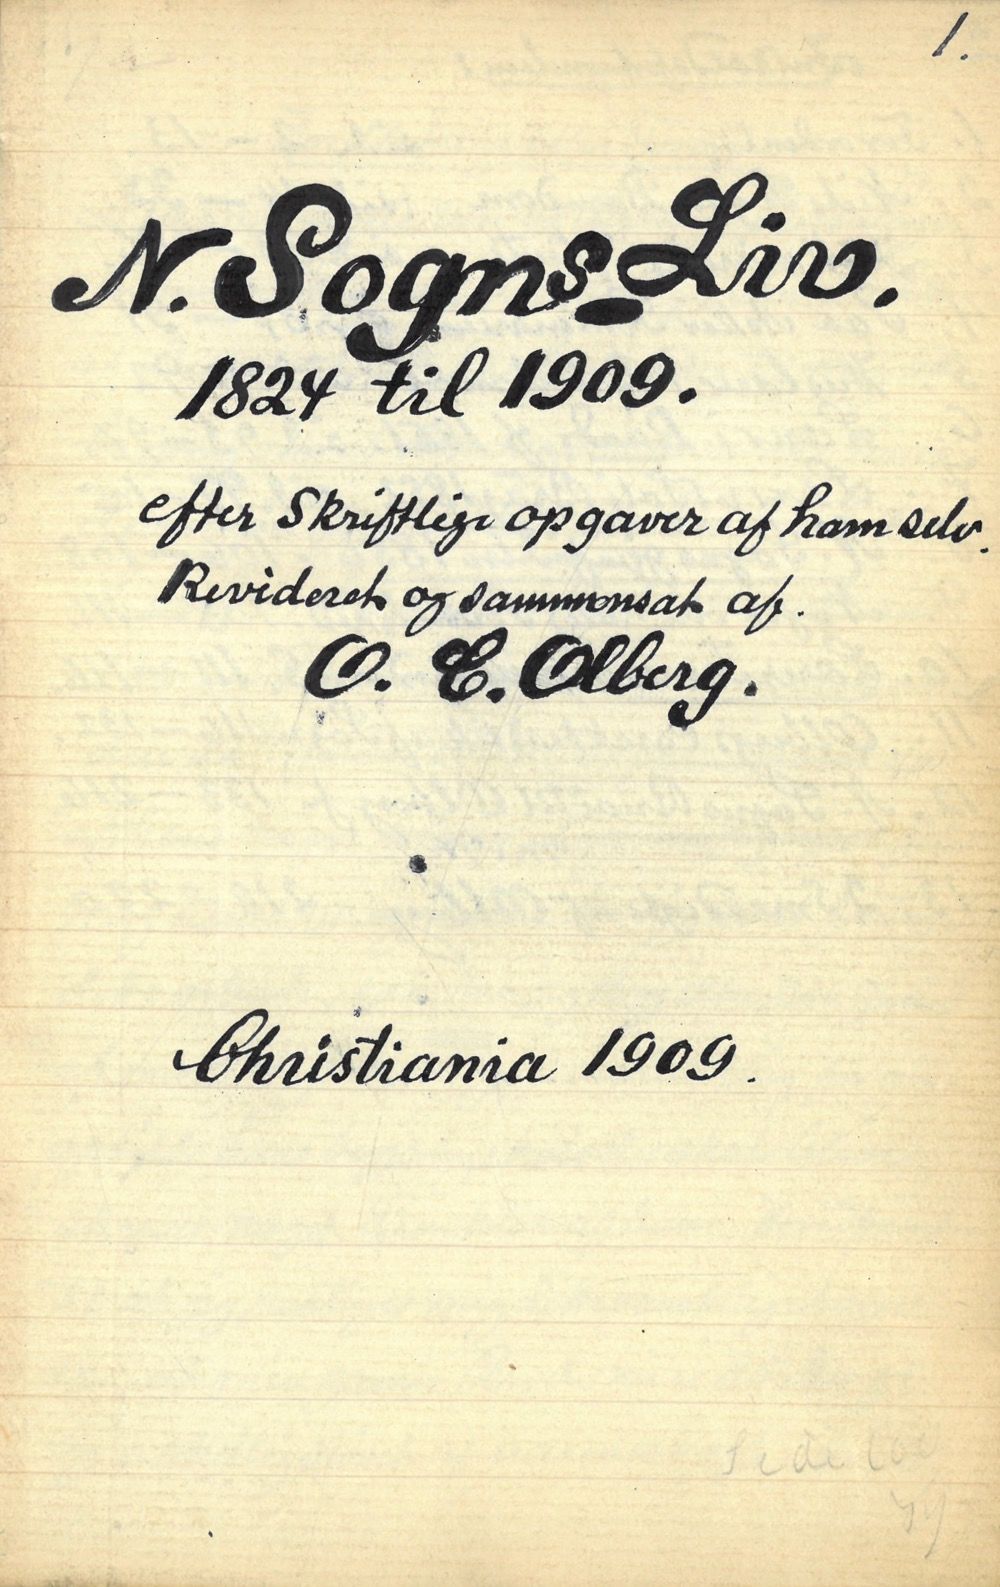 1.
N. Sogns Liv.
1824 til 1909.
efter Skriftlige opgaver af ham selv.
Revideret og sammensat af.
O. E. Olberg.
Christiania 1909.
Side